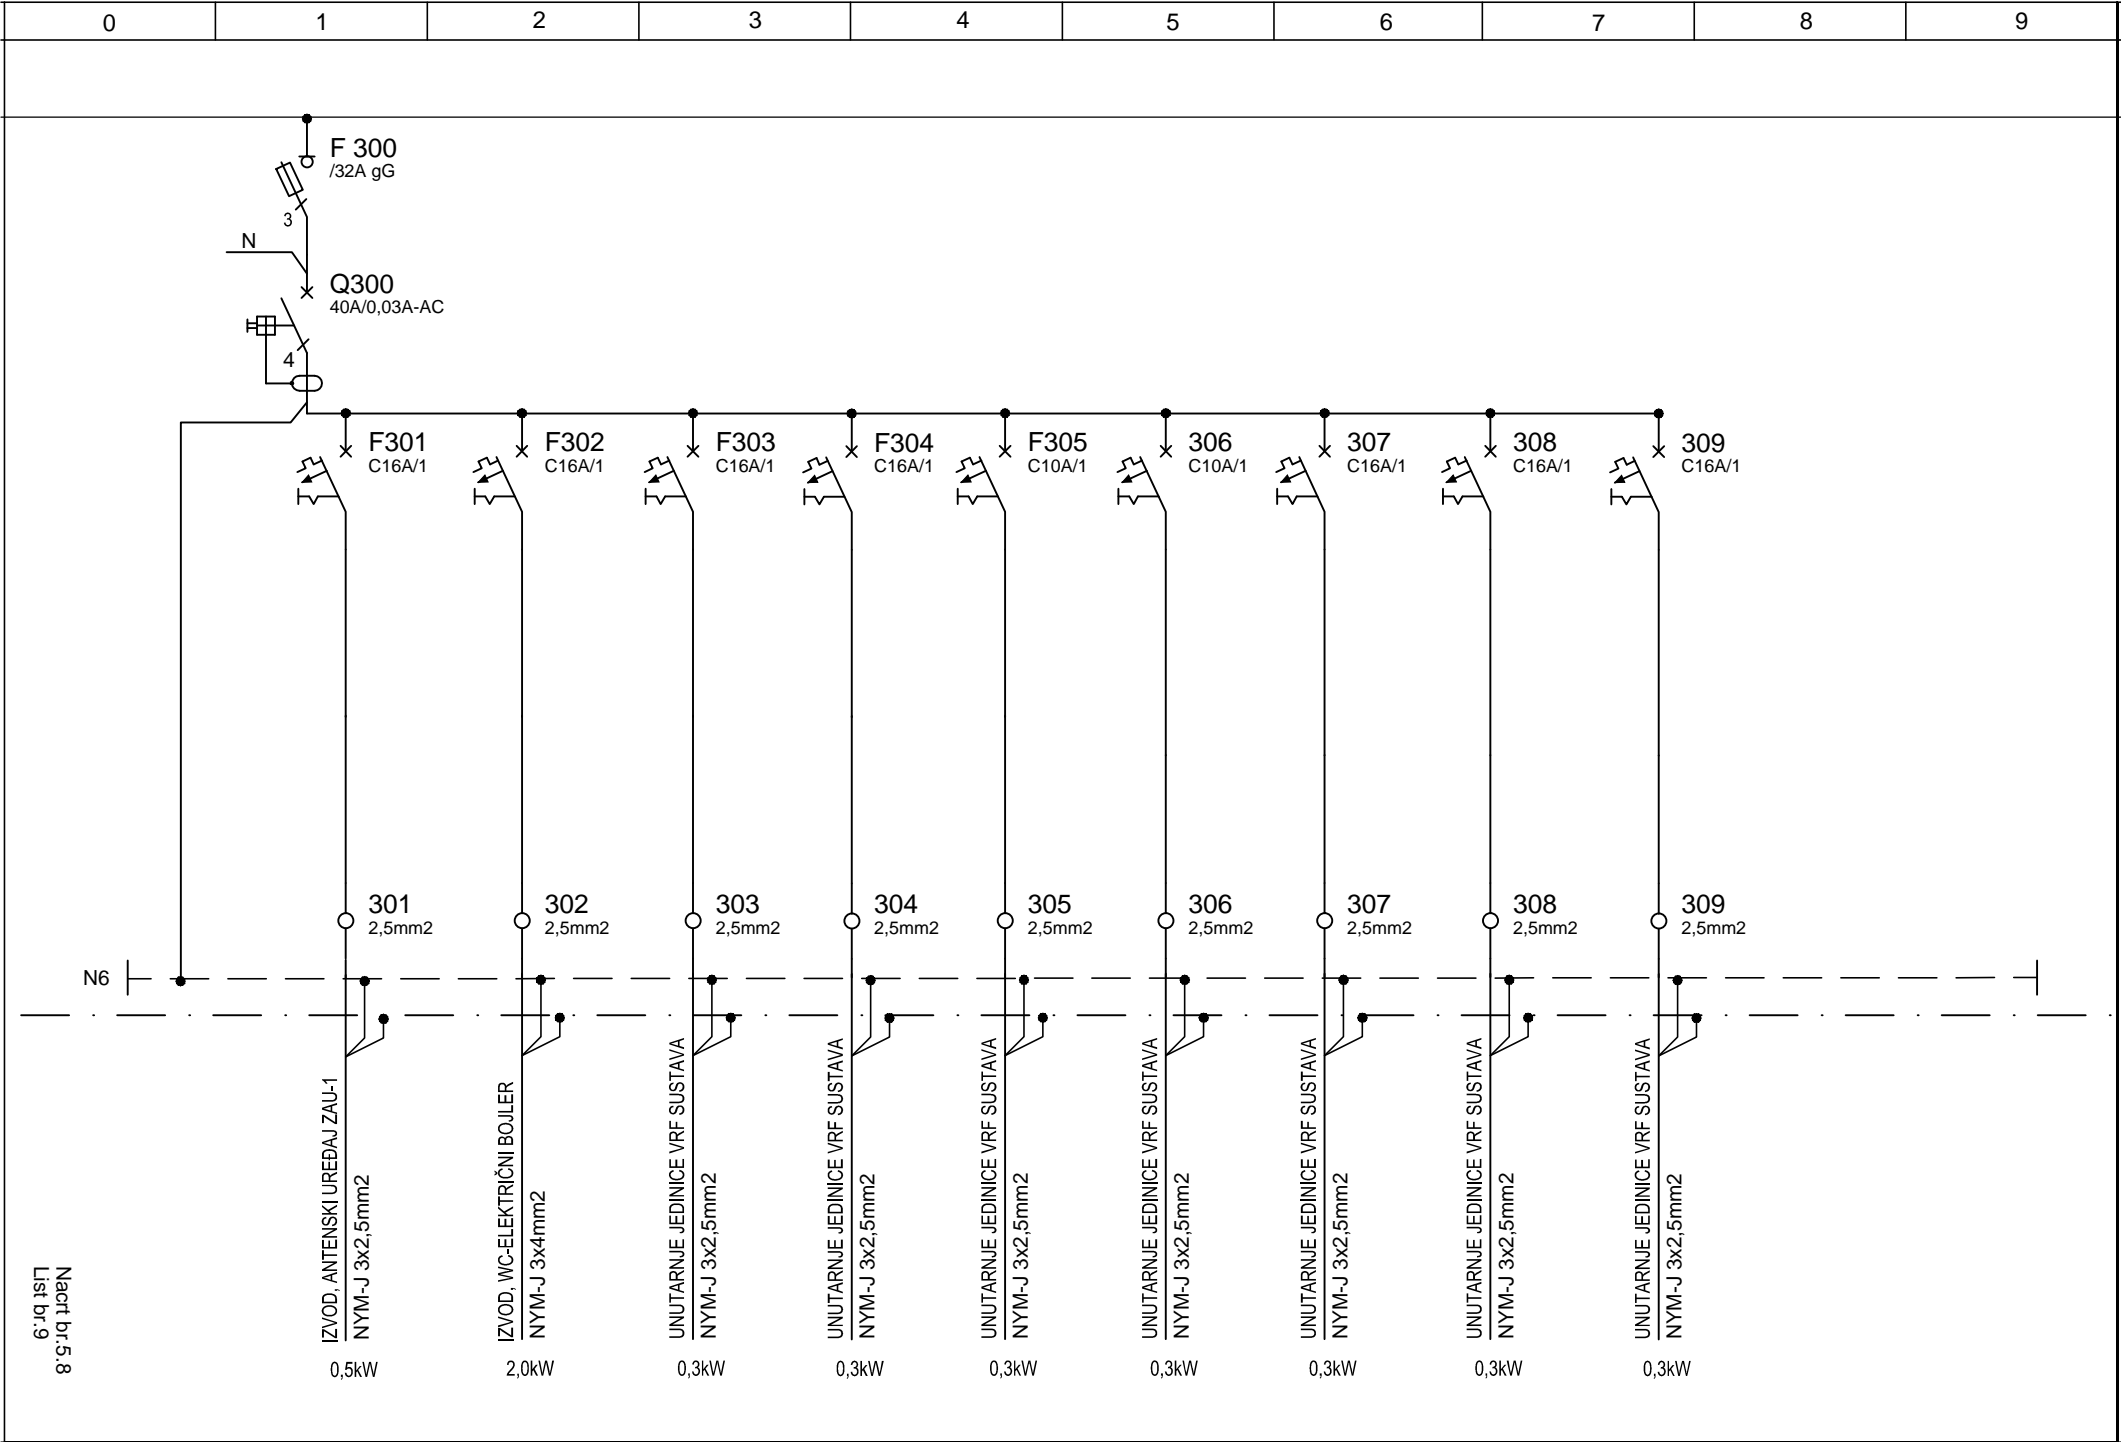 0 1 2 3 4 5 6 7 8 9
F 300
/32A gG
3
N
Q300
40A/0,03A-AC
4
F301 F302 F303 F304 F305 306 307 308 309
C16A/1 C16A/1 C16A/1 C16A/1 C10A/1 C10A/1 C16A/1 C16A/1 C16A/1
301 302 303 304 305 306 307 308 309
2,5mm2 2,5mm2 2,5mm2 2,5mm2 2,5mm2 2,5mm2 2,5mm2 2,5mm2 2,5mm2
N6
IZVOD, ANTENSKI UREĐAJ ZAU-1
NYM-J 3x2,5mm2
IZVOD, WC-ELEKTRIČNI BOJLER
NYM-J 3x4mm2
UNUTARNJE JEDINICE VRF SUSTAVA
NYM-J 3x2,5mm2
UNUTARNJE JEDINICE VRF SUSTAVA
NYM-J 3x2,5mm2
UNUTARNJE JEDINICE VRF SUSTAVA
NYM-J 3x2,5mm2
UNUTARNJE JEDINICE VRF SUSTAVA
NYM-J 3x2,5mm2
UNUTARNJE JEDINICE VRF SUSTAVA
NYM-J 3x2,5mm2
UNUTARNJE JEDINICE VRF SUSTAVA
NYM-J 3x2,5mm2
UNUTARNJE JEDINICE VRF SUSTAVA
NYM-J 3x2,5mm2
0,5kW 2,0kW 0,3kW 0,3kW 0,3kW 0,3kW 0,3kW 0,3kW 0,3kW
Nacrt br.5.8
List br.9